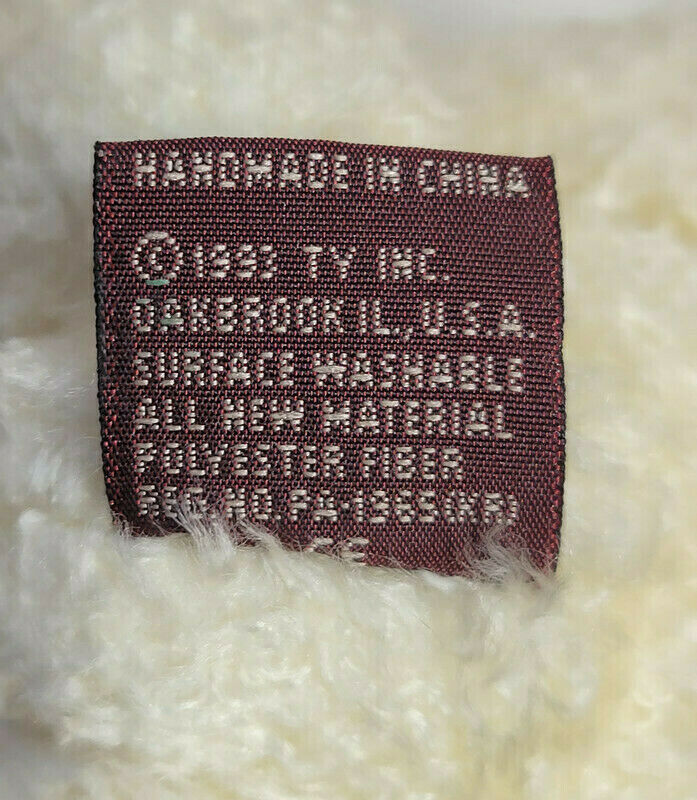 HANDMADE IN CHINA
© 1993 TY INC.
OAKBROOK IL., U.S.A.
SURFACE WASHABLE
ALL NEW MATERIAL
POLYESTER FIBER
REG. NO PA-1965(KR)
CE